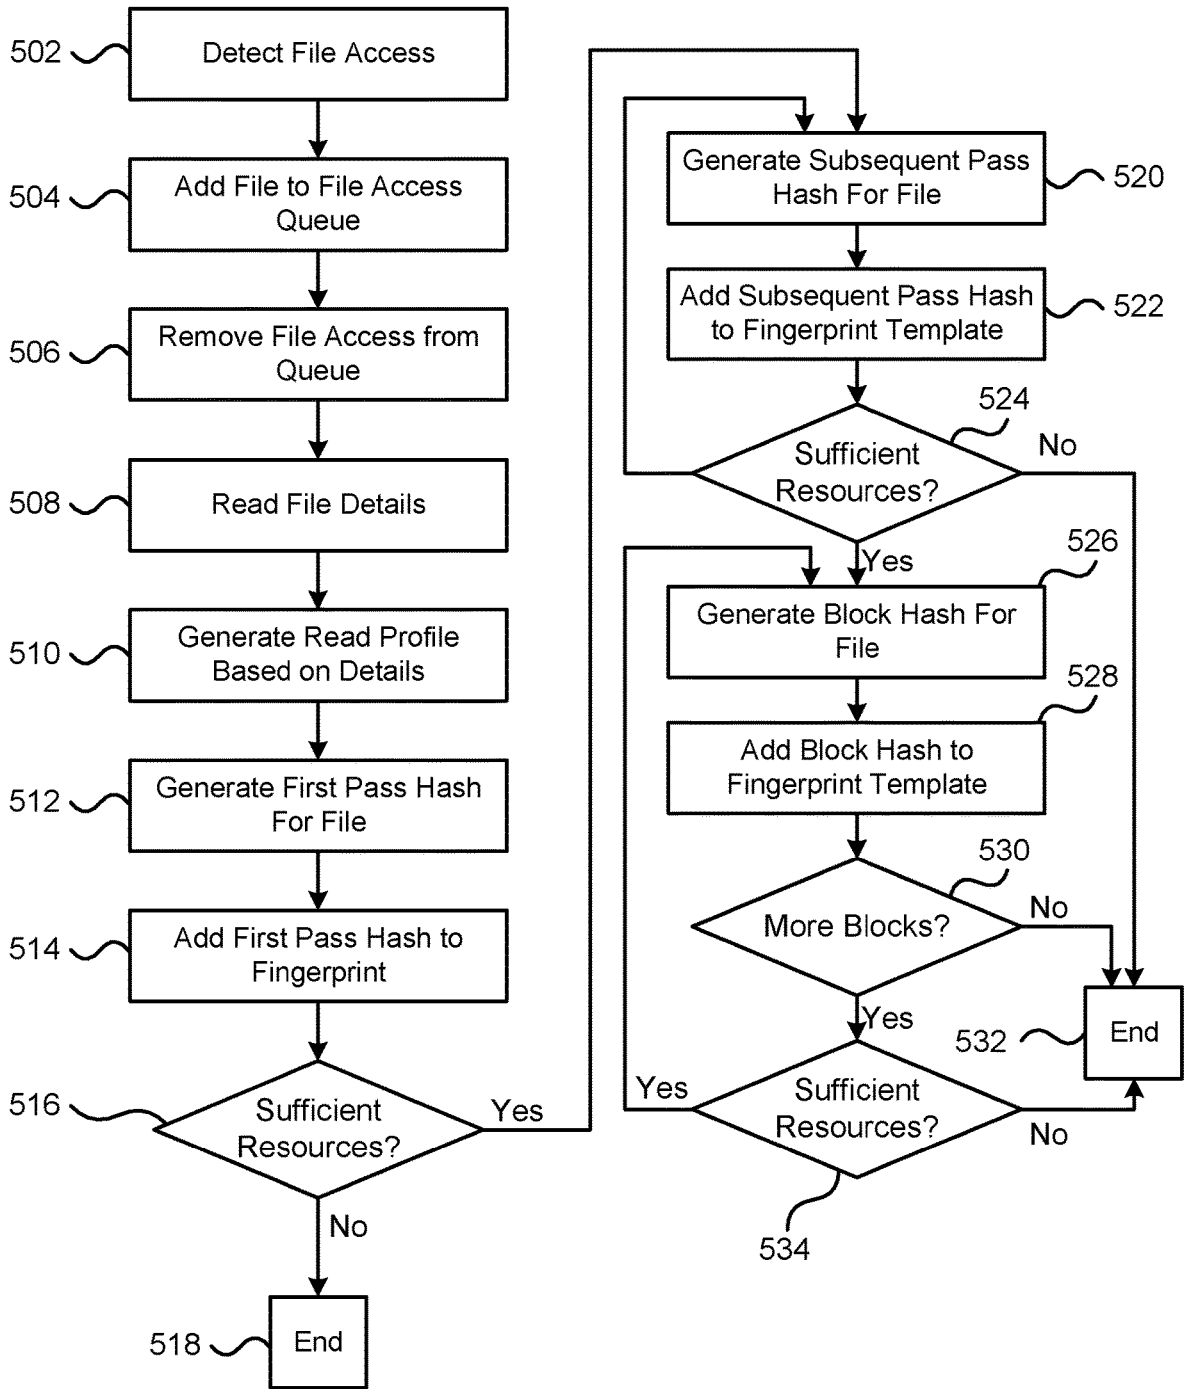 502
Detect File Access
504
Add File to File Access
Queue
506
Remove File Access from
Queue
508
Read File Details
510
Generate Read Profile
Based on Details
512
Generate First Pass Hash
For File
514
Add First Pass Hash to
Fingerprint
516
Sufficient
Resources?
Yes
No
518
End
Generate Subsequent Pass
Hash For File
520
Add Subsequent Pass Hash
to Fingerprint Template
522
524
Sufficient
Resources?
No
Yes
526
Generate Block Hash For
File
528
Add Block Hash to
Fingerprint Template
530
More Blocks?
No
Yes
532
End
Yes
Sufficient
Resources?
No
534